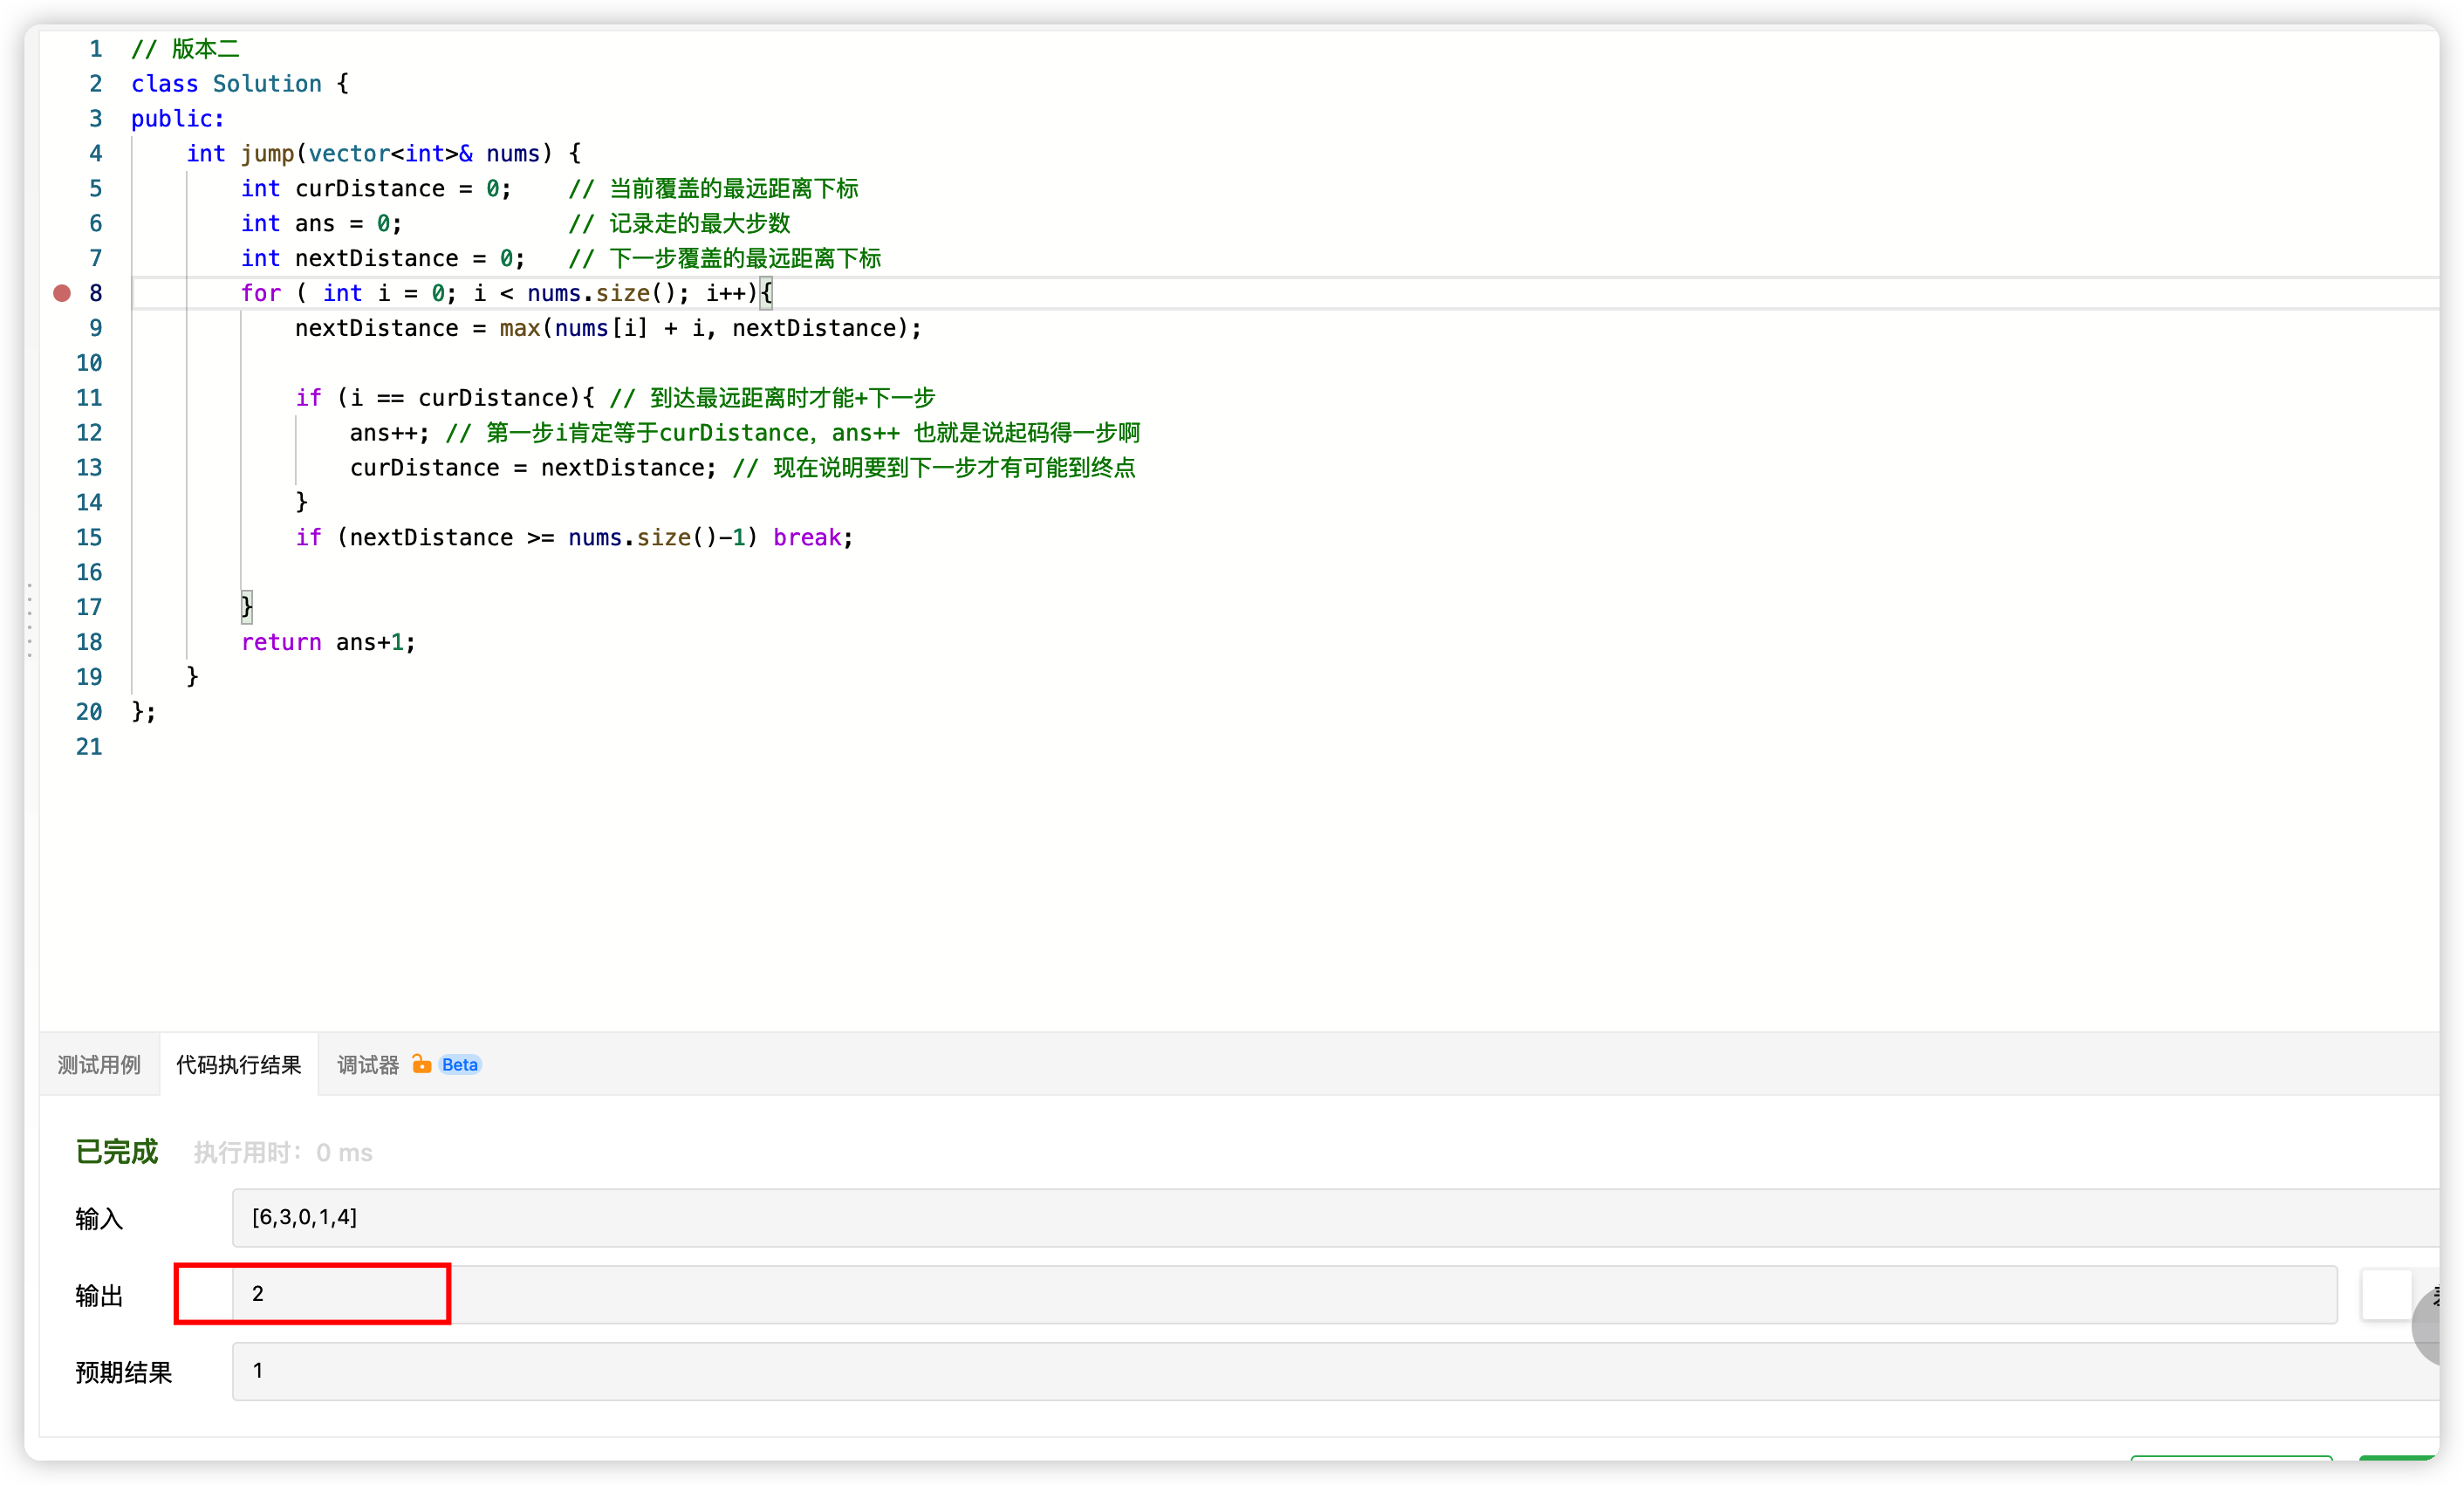 1 // 版本二
2 class Solution {
3 public:
4     int jump(vector<int>& nums) {
5         int curDistance = 0;    // 当前覆盖的最远距离下标
6         int ans = 0;            // 记录走的最大步数
7         int nextDistance = 0;   // 下一步覆盖的最远距离下标
8         for ( int i = 0; i < nums.size(); i++){
9             nextDistance = max(nums[i] + i, nextDistance);
10
11             if (i == curDistance){ // 到达最远距离时才能+下一步
12                 ans++; // 第一步i肯定等于curDistance，ans++ 也就是说起码得一步啊
13                 curDistance = nextDistance; // 现在说明要到下一步才有可能到终点
14             }
15             if (nextDistance >= nums.size()-1) break;
16
17         }
18         return ans+1;
19     }
20 };
21
测试用例 代码执行结果 调试器 Beta
已完成 执行用时：0 ms
输入 [6,3,0,1,4]
输出 2
预期结果 1